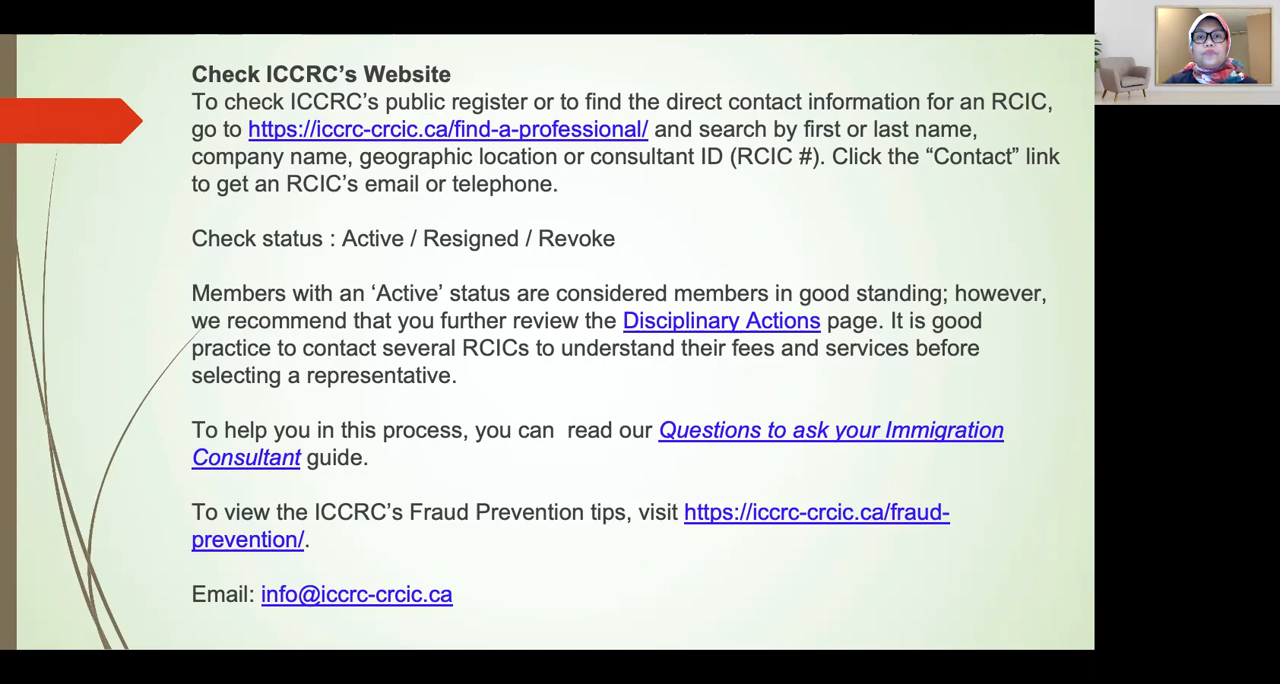 Check ICCRC’s Website
To check ICCRC’s public register or to find the direct contact information for an RCIC,
go to https://iccrc-crcic.ca/find-a-professional/ and search by first or last name,
company name, geographic location or consultant ID (RCIC #). Click the “Contact” link
to get an RCIC’s email or telephone.
Check status : Active / Resigned / Revoke
Members with an ‘Active’ status are considered members in good standing; however,
we recommend that you further review the Disciplinary Actions page. It is good
practice to contact several RCICs to understand their fees and services before
selecting a representative.
To help you in this process, you can  read our Questions to ask your Immigration
Consultant guide.
To view the ICCRC’s Fraud Prevention tips, visit https://iccrc-crcic.ca/fraud-
prevention/.
Email: info@iccrc-crcic.ca